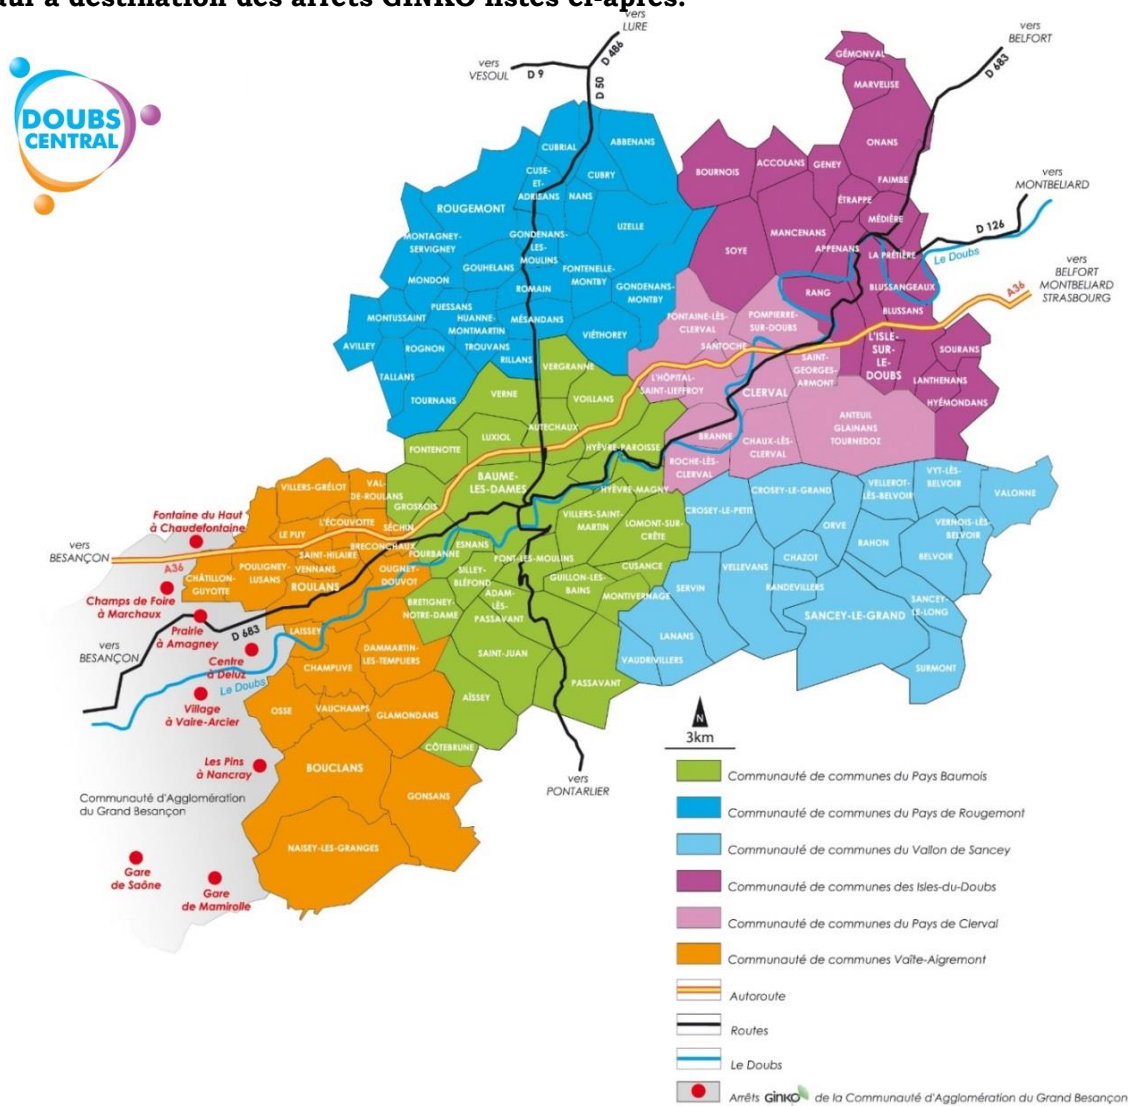 aur à destination des arrêts GINKO listés ci-après.
DOUBS
CENTRAL
vers
LURE
D 486
vers
VESOUL
D 9
D 50
vers
BELFORT
D 683
vers
MONTBELIARD
D 126
Le Doubs
vers
BELFORT
MONTBELIARD
STRASBOURG
A36
GÉMONVAL
MARVELISE
ONANS
FAIMBE
BOURNOIS
ACCOLANS
GENEY
ÉTRAPPE
MÉDIÈRE
MANCENANS
APPENANS
LA PRÉTIÈRE
SOYE
RANG
BLUSSANGEAUX
BLUSSANS
L'ISLE-
SUR-
LE-
DOUBS
SOURANS
LANTHENANS
HYÉMONDANS
ABBENANS
CUBRIAL
CUBRY
CUSE-
ET-
ADRISANS
NANS
ROUGEMONT
UZELLE
MONTAGNEY-
SERVIGNEY
GONDENANS-
LES-
MOULINS
GOUHELANS
FONTENELLE-
MONTBY
MONDON
ROMAIN
GONDENANS-
MONTBY
PUESSANS
MONTUSSAINT
HUANNE-
MONTMARTIN
MÉSANDANS
VIÉTHOREY
AVILLEY
ROGNON
TROUVANS
RILLANS
TALLANS
TOURNANS
FONTAINE-LÈS-
CLERVAL
POMPIERRE-
SUR-DOUBS
SANTOCHE
SAINT-
GEORGES-
ARMONT
L'HÔPITAL-
SAINT-LIEFFROY
CLERVAL
ANTEUIL
GLAINANS
TOURNEDOZ
BRANNE
CHAUX-LÈS-
CLERVAL
ROCHE-LÈS-
CLERVAL
VERGRANNE
VERNE
VOILLANS
AUTECHAUX
LUXIOL
FONTENOTTE
HYÈVRE-PAROISSE
BAUME-
LES-DAMES
HYÈVRE-MAGNY
GROSBOIS
VILLERS-SAINT-
MARTIN
LOMONT-SUR-
CRÊTE
ESNANS
FOURBANNE
PONT-LES-MOULINS
CUSANCE
SILLEY-
BLÉFOND
GUILLON-LES-
BAINS
MONTIVERNAGE
ADAM-
LÈS-
PASSAVANT
BRETIGNEY-
NOTRE-DAME
SAINT-JUAN
PASSAVANT
AÏSSEY
CÔTEBRUNE
CROSEY-LE-GRAND
CROSEY-LE-PETIT
VELLEROT-
LÈS-BELVOIR
VYT-LÈS-
BELVOIR
VALONNE
ORVE
VERNOIS-LÈS-
BELVOIR
RAHON
BELVOIR
CHAZOT
VELLEVANS
SERVIN
RANDEVILLERS
SANCEY-LE-GRAND
SANCEY-
LE-LONG
LANANS
VAUDRIVILLERS
SURMONT
VILLERS-GRÉLOT
VAL-
DE-ROULANS
L'ÉCOUVOTTE
SÉCHIN
LE PUY
BRECONCHAUX
SAINT-HILAIRE
POULIGNEY-
LUSANS
VENNANS
OUGNEY-
DOUVOT
CHÂTILLON-
GUYOTTE
ROULANS
LAISSEY
DAMMARTIN-
LES-TEMPLIERS
CHAMPLIVE
OSSE
VAUCHAMPS
GLAMONDANS
BOUCLANS
GONSANS
NAISEY-LES-GRANGES
Fontaine du Haut
à Chaudefontaine
vers
BESANÇON
A36
Champs de Foire
à Marchaux
Prairie
à Amagney
D 683
vers
BESANÇON
Centre
à Deluz
Le Doubs
Village
à Vaire-Arcier
Les Pins
à Nancray
Communauté d'Agglomération
du Grand Besançon
Gare
de Saône
Gare
de Mamirolle
vers
PONTARLIER
N
3km
Communauté de communes du Pays Baumois
Communauté de communes du Pays de Rougemont
Communauté de communes du Vallon de Sancey
Communauté de communes des Isles-du-Doubs
Communauté de communes du Pays de Clerval
Communauté de communes Vaîte-Aigremont
Autoroute
Routes
Le Doubs
Arrêts GINKO de la Communauté d'Agglomération du Grand Besançon